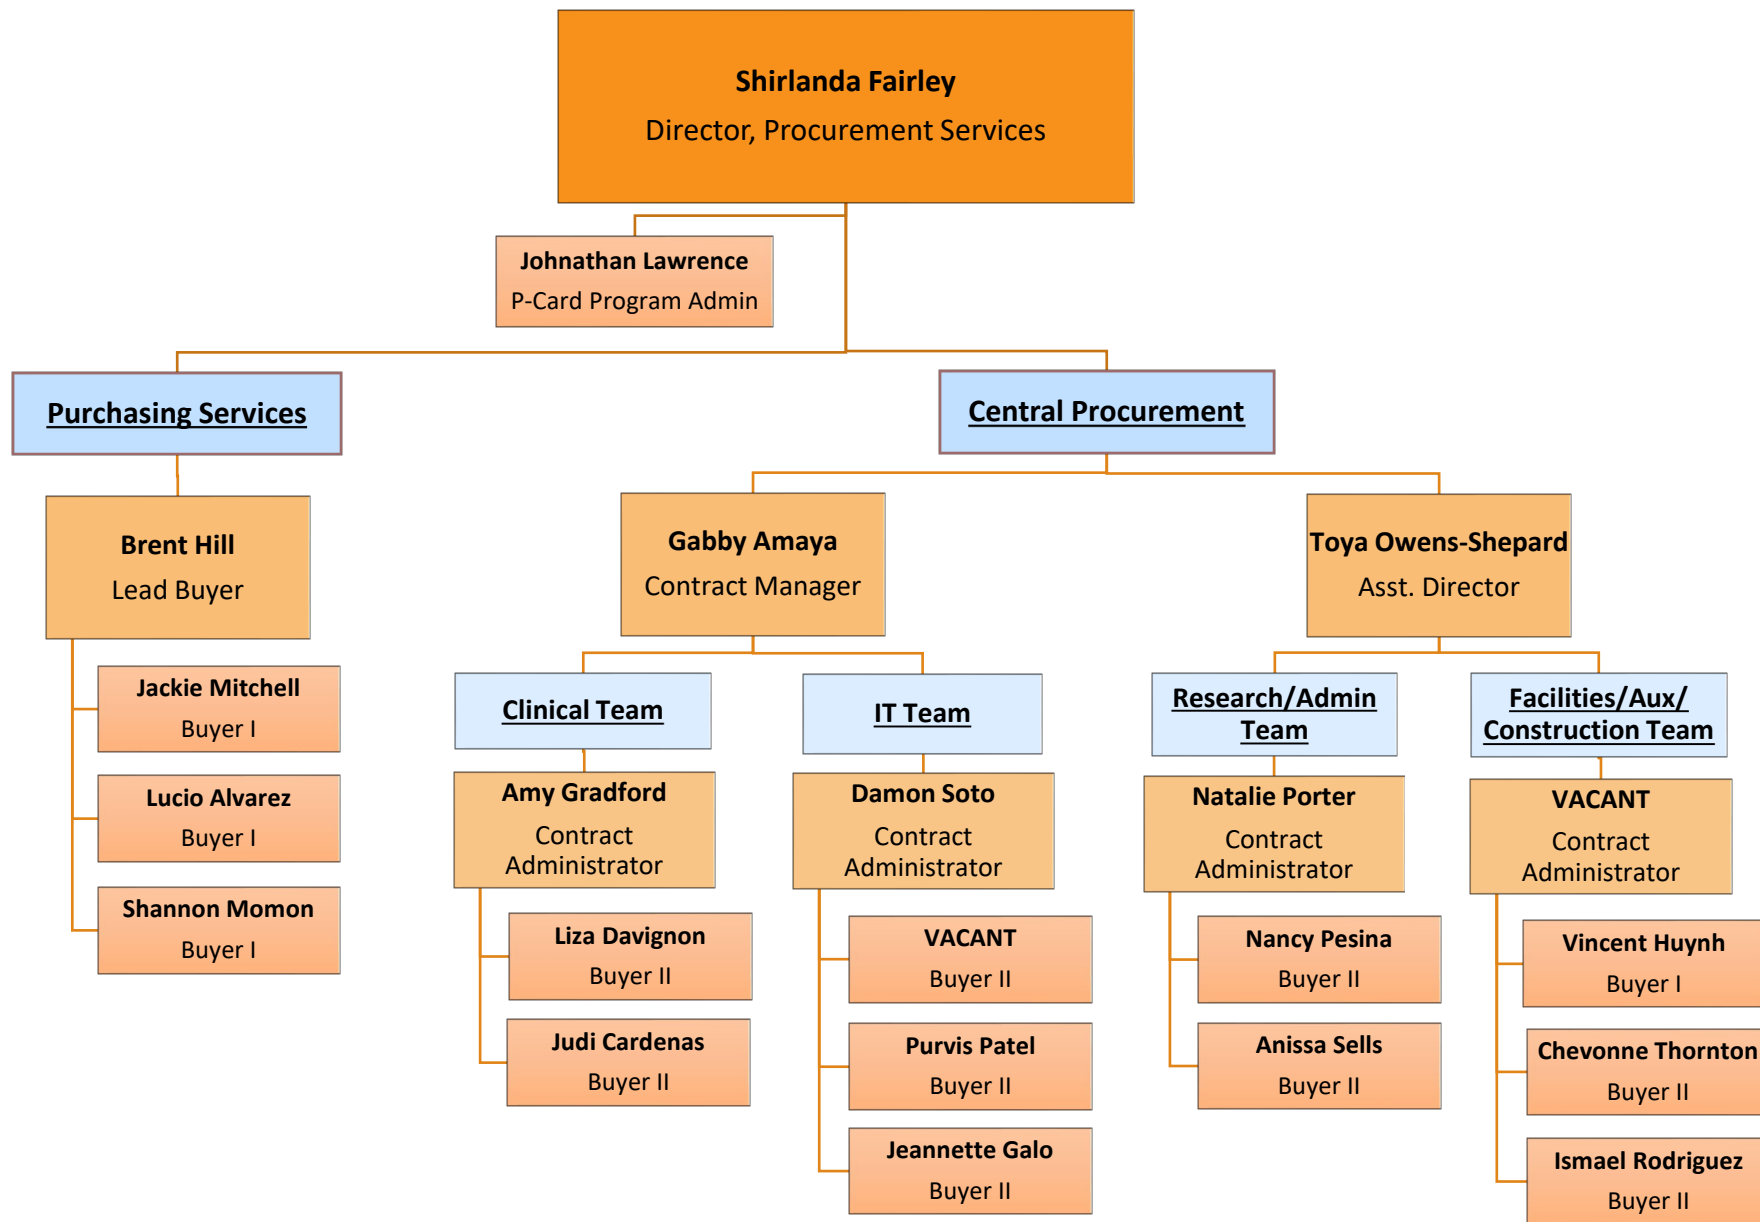 Shirlanda Fairley
Director, Procurement Services
Johnathan Lawrence
P-Card Program Admin
Purchasing Services
Central Procurement
Brent Hill
Lead Buyer
Gabby Amaya
Contract Manager
Toya Owens-Shepard
Asst. Director
Jackie Mitchell
Buyer I
Lucio Alvarez
Buyer I
Shannon Momon
Buyer I
Clinical Team
Amy Gradford
Contract
Administrator
Liza Davignon
Buyer II
Judi Cardenas
Buyer II
IT Team
Damon Soto
Contract
Administrator
VACANT
Buyer II
Purvis Patel
Buyer II
Jeannette Galo
Buyer II
Research/Admin
Team
Natalie Porter
Contract
Administrator
Nancy Pesina
Buyer II
Anissa Sells
Buyer II
Facilities/Aux/
Construction Team
VACANT
Contract
Administrator
Vincent Huynh
Buyer I
Chevonne Thornton
Buyer II
Ismael Rodriguez
Buyer II